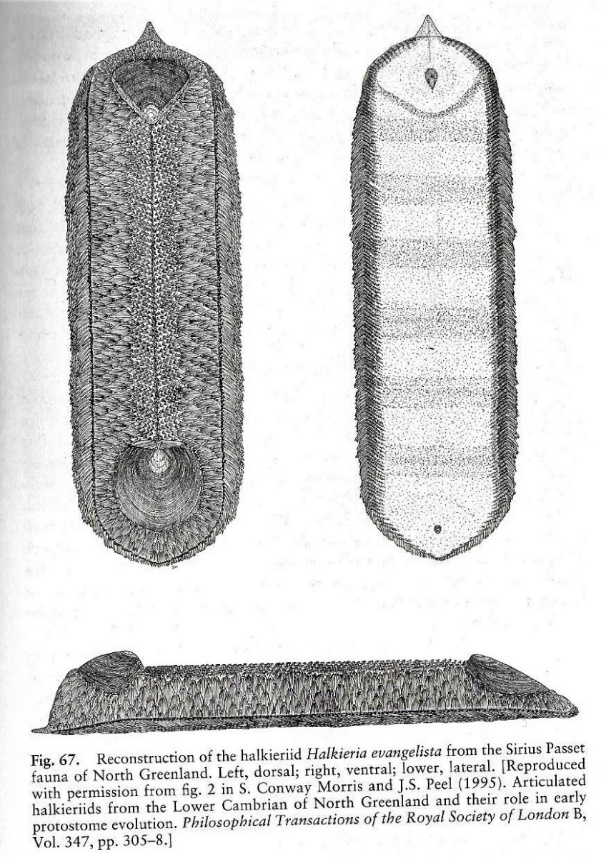 Fig. 67. Reconstruction of the halkieriid Halkieria evangelista from the Sirius Passet
fauna of North Greenland. Left, dorsal; right, ventral; lower, lateral. [Reproduced
with permission from fig. 2 in S. Conway Morris and J.S. Peel (1995). Articulated
halkieriids from the Lower Cambrian of North Greenland and their role in early
protostome evolution. Philosophical Transactions of the Royal Society of London B,
Vol. 347, pp. 305–8.]